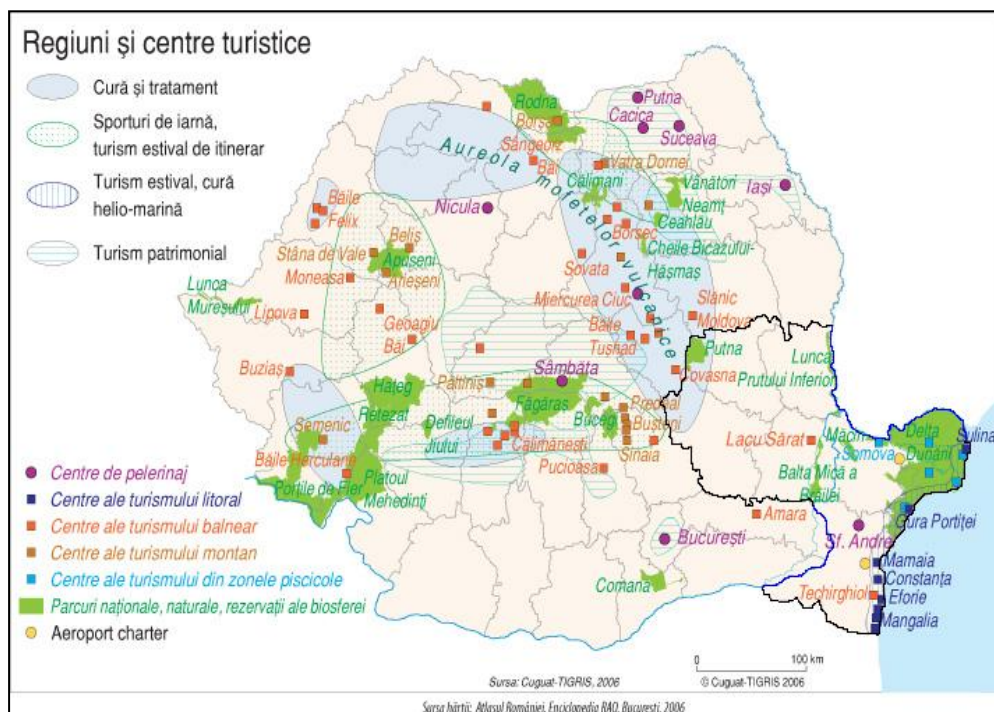 Regiuni și centre turistice
Cură și tratament
Sporturi de iarnă,
turism estival de itinerar
Turism estival, cură
helio-marină
Turism patrimonial
Rodna
Borșa
Sângeorz
Băi
Putna
Cacica
Suceava
Aureola mofetelor vulcanice
Vatra Dornei
Călimani
Vânători
Neamț
Iași
Nicula
Ceahlău
Borsec
Cheile Bicazului-
Hășmaș
Băile
Felix
Beliș
Stâna de Vale
Apuseni
Arieșeni
Moneasa
Sovata
Miercurea Ciuc
Slănic
Moldova
Lunca
Mureșului
Lipova
Geoagiu
Băi
Băile
Tușnad
Putna
Covasna
Lunca
Prutului Inferior
Buziaș
Hațeg
Păltiniș
Sâmbăta
Făgăraș
Retezat
Defileul
Jiului
Bucegi
Predeal
Bușteni
Sinaia
Semenic
Călimănești
Lacu Sărat
Măcin
Somova
Delta
Dunării
Sulina
Băile Herculane
Pucioasa
Balta Mică a
Brăilei
Porțile de Fier
Platoul
Mehedinți
Gura Portiței
Amara
Sf. Andrei
București
Comana
Mamaia
Constanța
Techirghiol
Eforie
Mangalia
Centre de pelerinaj
Centre ale turismului litoral
Centre ale turismului balnear
Centre ale turismului montan
Centre ale turismului din zonele piscicole
Parcuri naționale, naturale, rezervații ale biosferei
Aeroport charter
0 100 km
Sursa: Cuguat-TIGRIS, 2006
© Cuguat-TIGRIS 2006
Sursa hărții: Atlasul României, Enciclopedia RAO, București, 2006